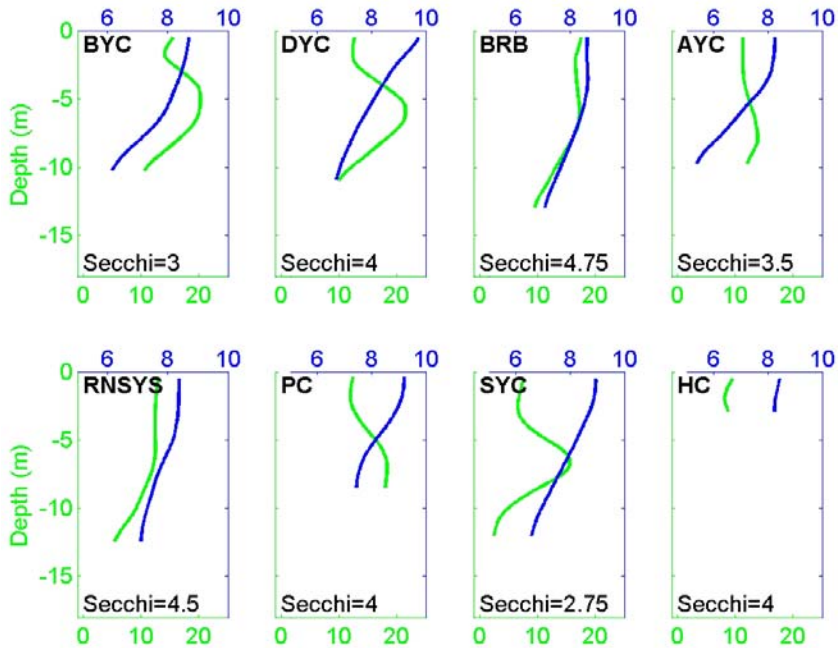 6 8 10 6 8 10 6 8 10 6 8 10
0 BYC DYC BRB AYC
-5
Depth (m)
-10
-15
Secchi=3 Secchi=4 Secchi=4.75 Secchi=3.5
0 10 20 0 10 20 0 10 20 0 10 20
6 8 10 6 8 10 6 8 10 6 8 10
0 RNSYS PC SYC HC
-5
Depth (m)
-10
-15
Secchi=4.5 Secchi=4 Secchi=2.75 Secchi=4
0 10 20 0 10 20 0 10 20 0 10 20